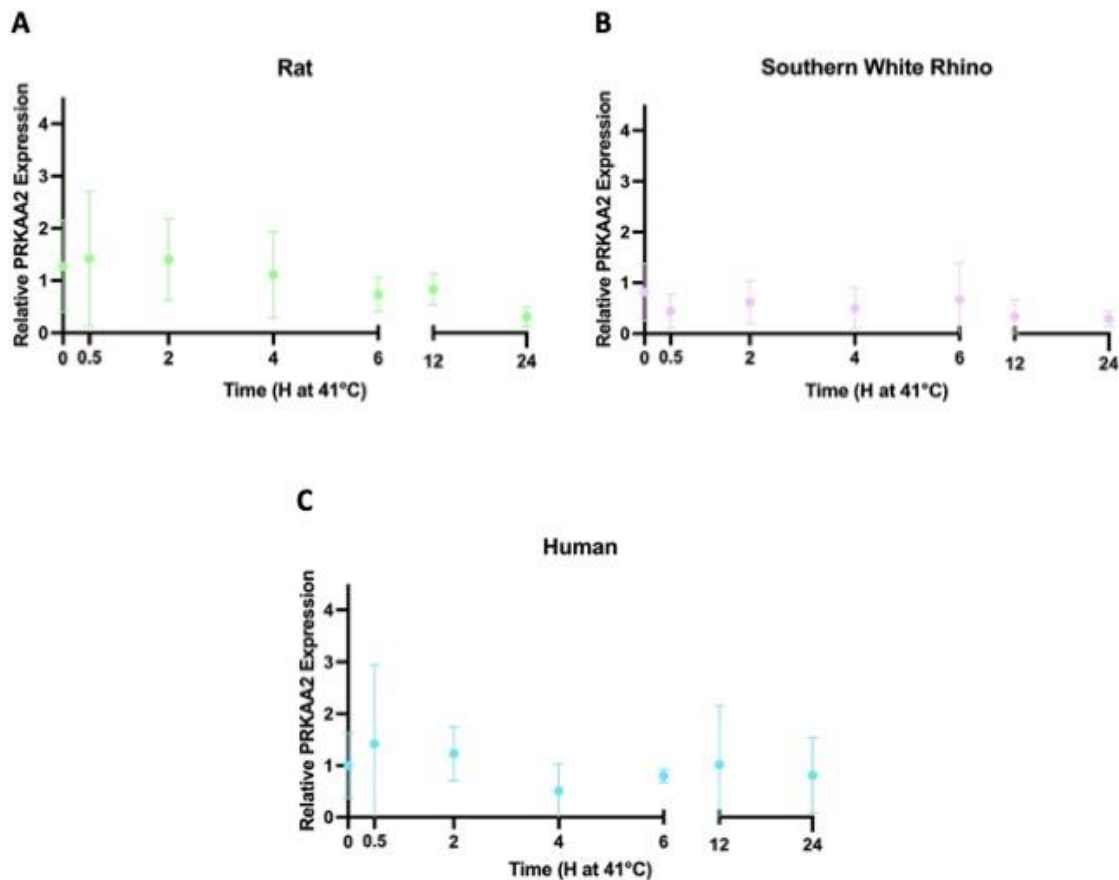 A
Rat
Relative PRKAA2 Expression
4
3
2
1
0
0 0.5 2 4 6 12 24
Time (H at 41°C)
B
Southern White Rhino
Relative PRKAA2 Expression
4
3
2
1
0
0 0.5 2 4 6 12 24
Time (H at 41°C)
C
Human
Relative PRKAA2 Expression
4
3
2
1
0
0 0.5 2 4 6 12 24
Time (H at 41°C)